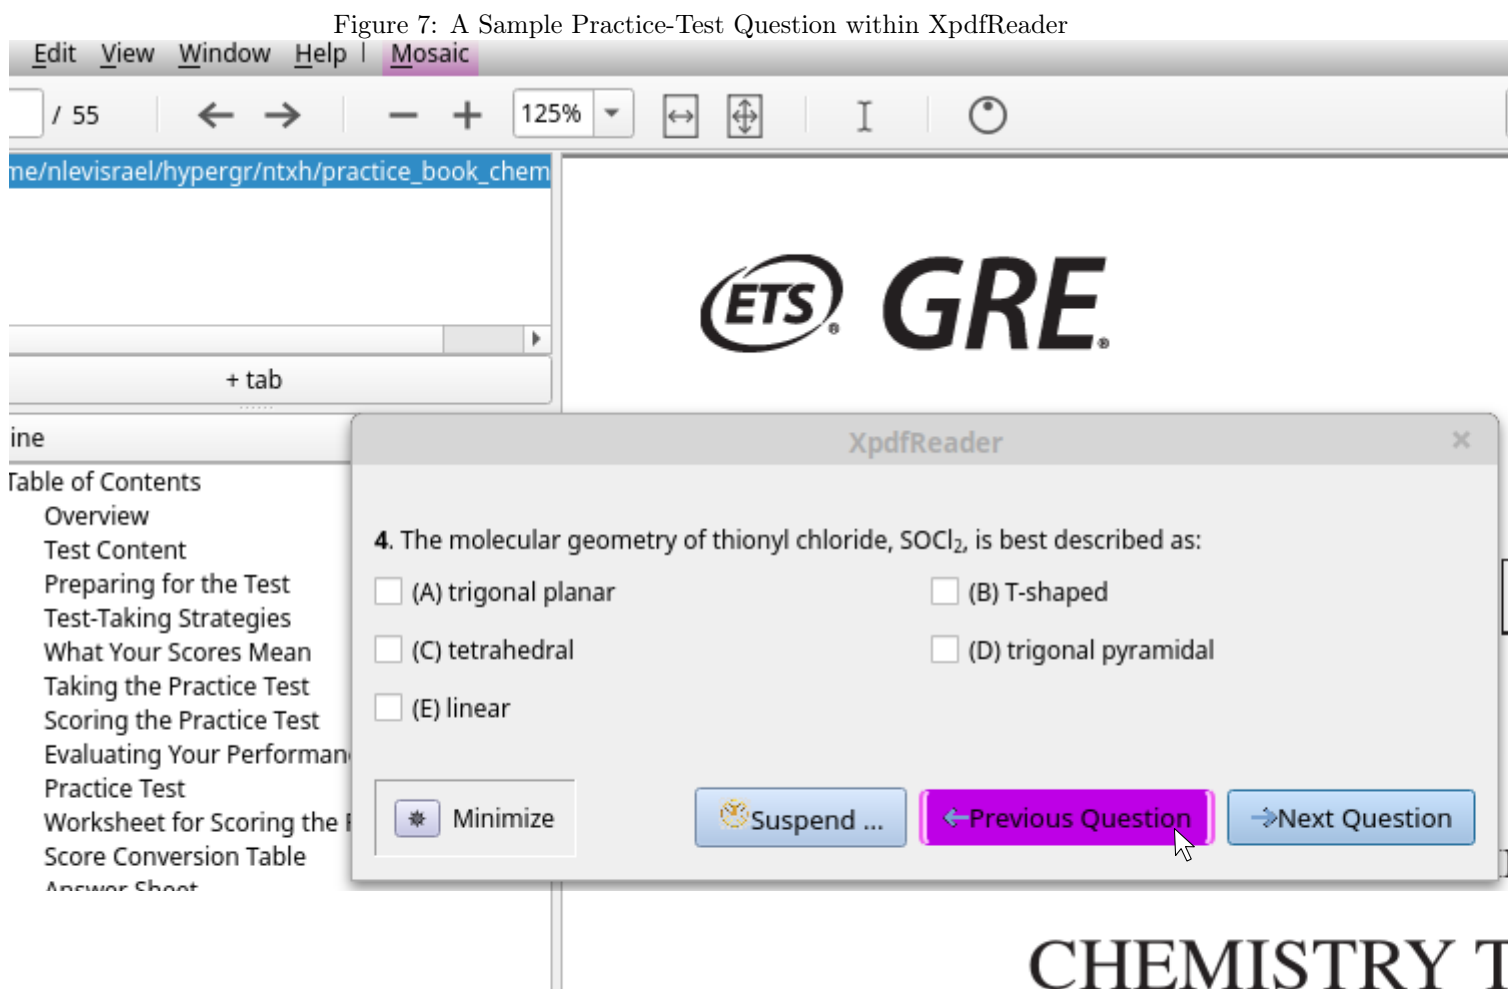 Figure 7: A Sample Practice-Test Question within XpdfReader
Edit View Window Help | Mosaic
/ 55
125%
me/nlevisrael/hypergr/ntxh/practice_book_chem
ETS® GRE®
+ tab
ine
XpdfReader
Table of Contents
Overview
Test Content
Preparing for the Test
Test-Taking Strategies
What Your Scores Mean
Taking the Practice Test
Scoring the Practice Test
Evaluating Your Performan
Practice Test
Worksheet for Scoring the
Score Conversion Table
Answer Sheet
4. The molecular geometry of thionyl chloride, SOCl₂, is best described as:
(A) trigonal planar
(B) T-shaped
(C) tetrahedral
(D) trigonal pyramidal
(E) linear
Minimize
Suspend ...
Previous Question
Next Question
CHEMISTRY T